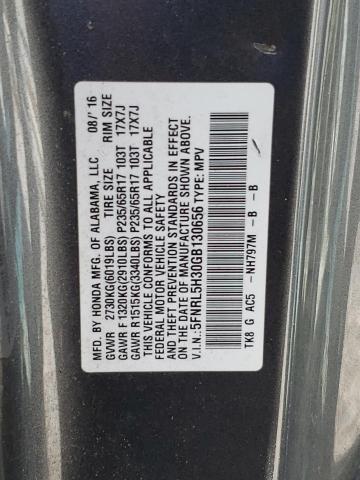 MFD. BY HONDA MFG. OF ALABAMA, LLC 08/'16
GVWR 2730KG(6019LBS) TIRE SIZE RIM SIZE
GAWR F 1320KG(2910LBS) P235/65R17 103T 17X7J
GAWR R 1515KG(3340LBS) P235/65R17 103T 17X7J
THIS VEHICLE CONFORMS TO ALL APPLICABLE
FEDERAL MOTOR VEHICLE SAFETY, BUMPER, AND
THEFT PREVENTION STANDARDS IN EFFECT
ON THE DATE OF MANUFACTURE SHOWN ABOVE.
V.I.N.:5FNRL5H30GB130656 TYPE: MPV
TK8 G AC5 - NH797M - B - B